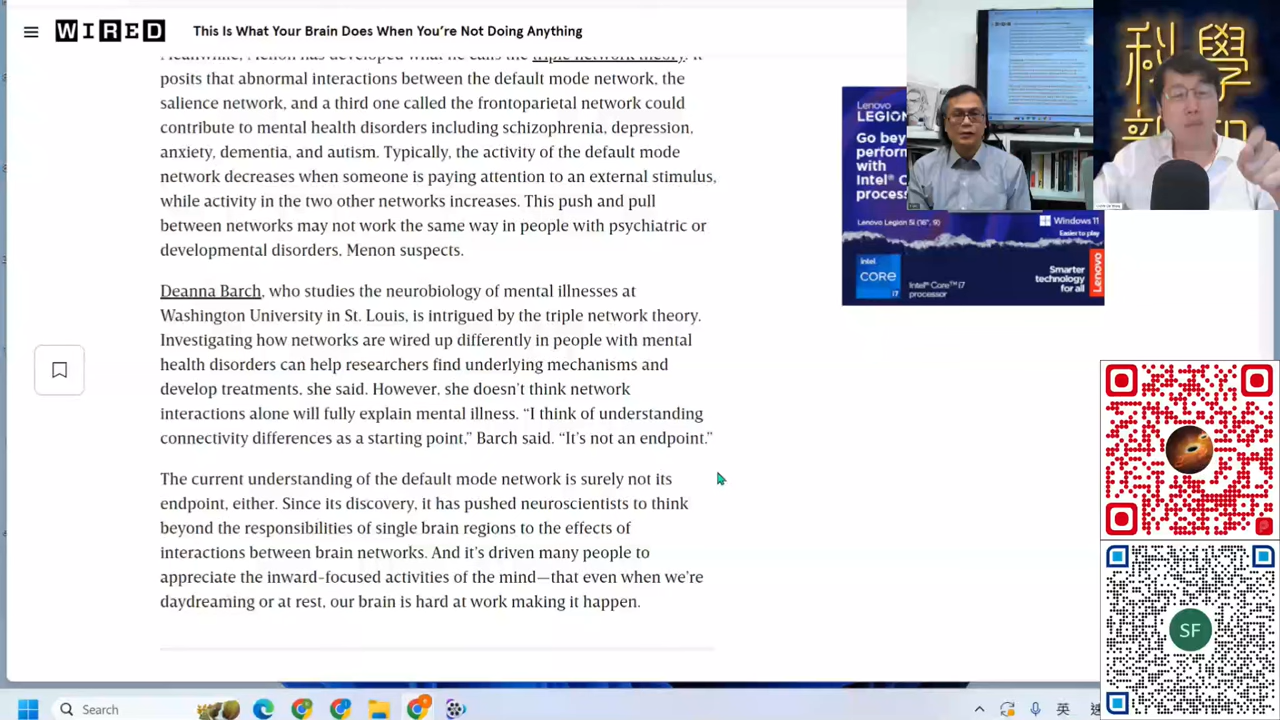 WIRED
This Is What Your Brain Does When You're Not Doing Anything
posits that abnormal interactions between the default mode network, the
salience network, and a third one called the frontoparietal network could
contribute to mental health disorders including schizophrenia, depression,
anxiety, dementia, and autism. Typically, the activity of the default mode
network decreases when someone is paying attention to an external stimulus,
while activity in the two other networks increases. This push and pull
between networks may not work the same way in people with psychiatric or
developmental disorders, Menon suspects.
Deanna Barch, who studies the neurobiology of mental illnesses at
Washington University in St. Louis, is intrigued by the triple network theory.
Investigating how networks are wired up differently in people with mental
health disorders can help researchers find underlying mechanisms and
develop treatments, she said. However, she doesn't think network
interactions alone will fully explain mental illness. “I think of understanding
connectivity differences as a starting point,” Barch said. “It's not an endpoint.”
The current understanding of the default mode network is surely not its
endpoint, either. Since its discovery, it has pushed neuroscientists to think
beyond the responsibilities of single brain regions to the effects of
interactions between brain networks. And it's driven many people to
appreciate the inward-focused activities of the mind—that even when we're
daydreaming or at rest, our brain is hard at work making it happen.
Lenovo
LEGION
Go bey
perform
with
Intel® C
proces
Lenovo Legion 5i (16", 9)
Windows 11
Easier to play
intel
CORE
i7
Intel® Core™ i7
processor
Smarter
technology
for all
Lenovo
科學
SF
Search
英